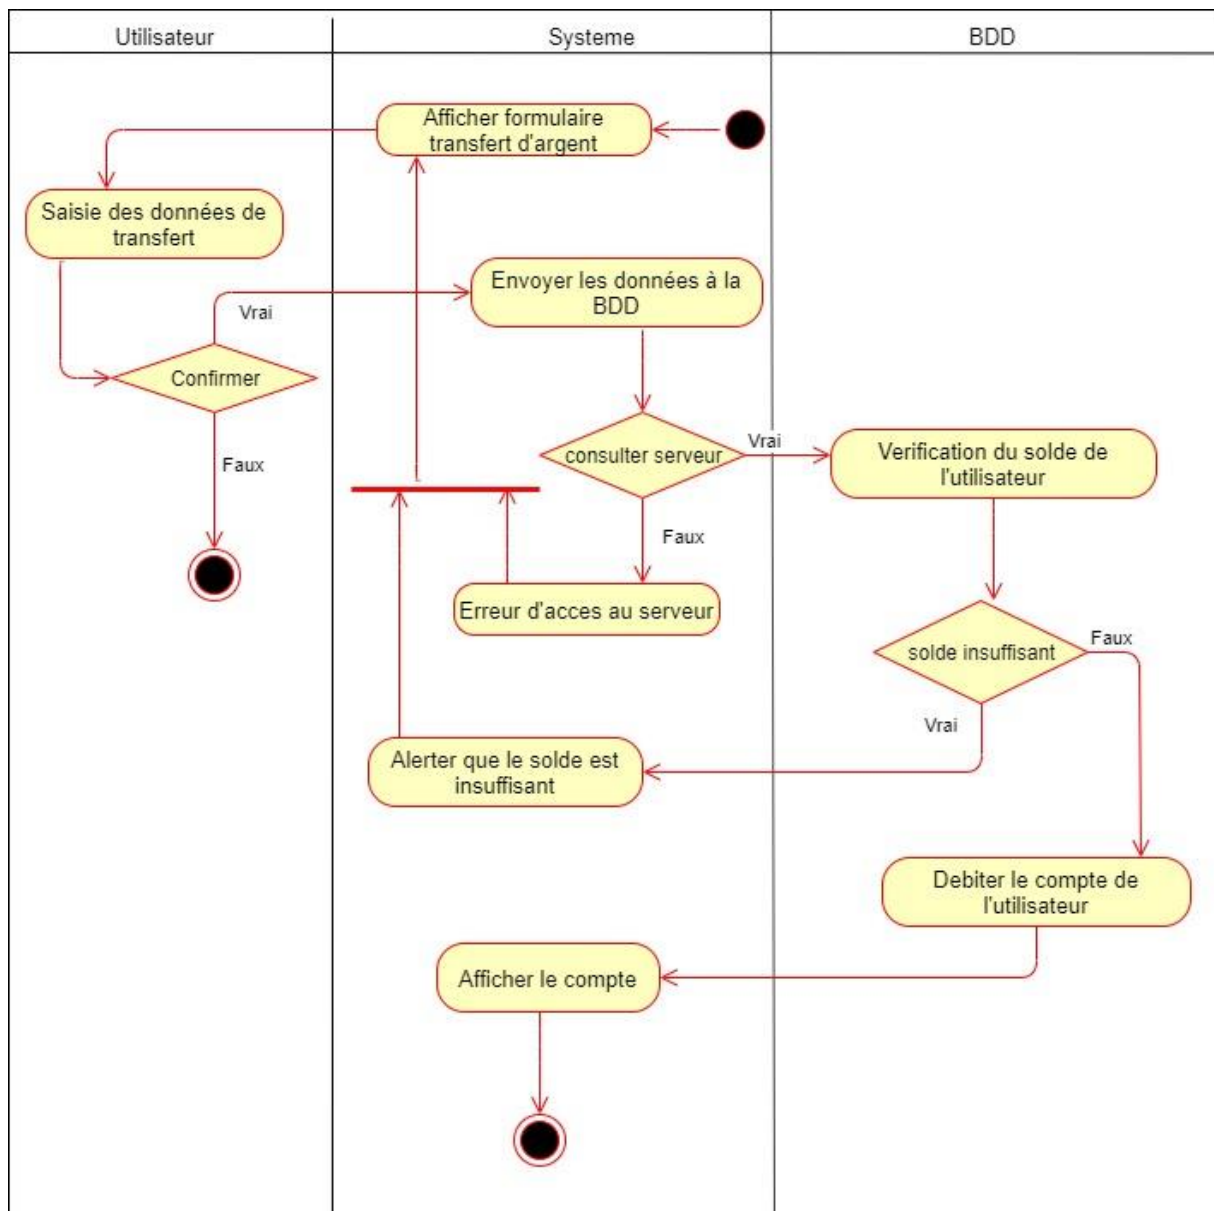 Utilisateur
Systeme
BDD
Afficher formulaire
transfert d'argent
Saisie des données de
transfert
Envoyer les données à la
BDD
Vrai
Confirmer
Faux
consulter serveur
Vrai
Verification du solde de
l'utilisateur
Faux
Erreur d'acces au serveur
solde insuffisant
Faux
Vrai
Alerter que le solde est
insuffisant
Debiter le compte de
l'utilisateur
Afficher le compte